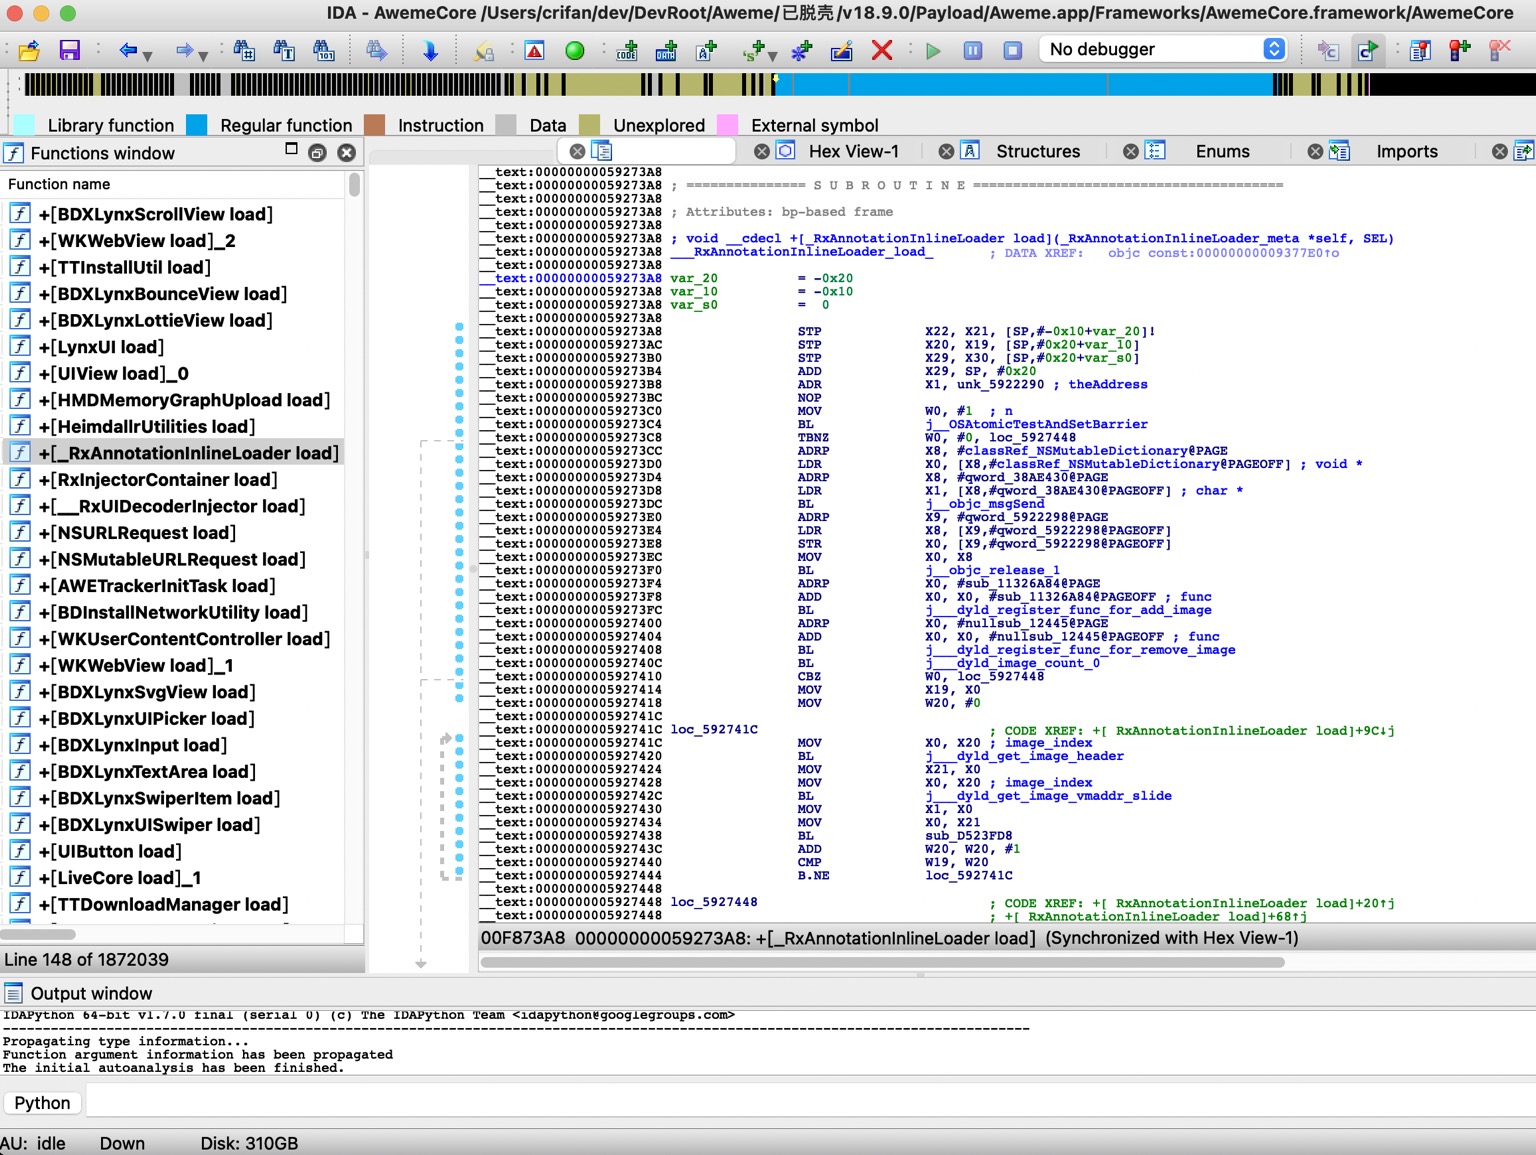 IDA - AwemeCore /Users/crifan/dev/DevRoot/Aweme/已脱壳/v18.9.0/Payload/Aweme.app/Frameworks/AwemeCore.framework/AwemeCore
No debugger
Library function Regular function Instruction Data Unexplored External symbol
Functions window
Hex View-1 Structures Enums Imports
Function name
+[BDXLynxScrollView load]
+[WKWebView load]_2
+[TTInstallUtil load]
+[BDXLynxBounceView load]
+[BDXLynxLottieView load]
+[LynxUI load]
+[UIView load]_0
+[HMDMemoryGraphUpload load]
+[HeimdallrUtilities load]
+[_RxAnnotationInlineLoader load]
+[RxInjectorContainer load]
+[__RxUIDecoderInjector load]
+[NSURLRequest load]
+[NSMutableURLRequest load]
+[AWETrackerInitTask load]
+[BDInstallNetworkUtility load]
+[WKUserContentController load]
+[WKWebView load]_1
+[BDXLynxSvgView load]
+[BDXLynxUIPicker load]
+[BDXLynxInput load]
+[BDXLynxTextArea load]
+[BDXLynxSwiperItem load]
+[BDXLynxUISwiper load]
+[UIButton load]
+[LiveCore load]_1
+[TTDownloadManager load]
Line 148 of 1872039
__text:00000000059273A8
__text:00000000059273A8 ; =============== S U B R O U T I N E =======================================
__text:00000000059273A8
__text:00000000059273A8 ; Attributes: bp-based frame
__text:00000000059273A8
__text:00000000059273A8 ; void __cdecl +[_RxAnnotationInlineLoader load](_RxAnnotationInlineLoader_meta *self, SEL)
__text:00000000059273A8 ___RxAnnotationInlineLoader_load_ ; DATA XREF: objc const:00000000009377E0↑o
__text:00000000059273A8
__text:00000000059273A8 var_20 = -0x20
__text:00000000059273A8 var_10 = -0x10
__text:00000000059273A8 var_s0 = 0
__text:00000000059273A8
__text:00000000059273A8 STP X22, X21, [SP,#-0x10+var_20]!
__text:00000000059273AC STP X20, X19, [SP,#0x20+var_10]
__text:00000000059273B0 STP X29, X30, [SP,#0x20+var_s0]
__text:00000000059273B4 ADD X29, SP, #0x20
__text:00000000059273B8 ADR X1, unk_5922290 ; theAddress
__text:00000000059273BC NOP
__text:00000000059273C0 MOV W0, #1 ; n
__text:00000000059273C4 BL j__OSAtomicTestAndSetBarrier
__text:00000000059273C8 TBNZ W0, #0, loc_5927448
__text:00000000059273CC ADRP X8, #classRef_NSMutableDictionary@PAGE
__text:00000000059273D0 LDR X0, [X8,#classRef_NSMutableDictionary@PAGEOFF] ; void *
__text:00000000059273D4 ADRP X8, #qword_38AE430@PAGE
__text:00000000059273D8 LDR X1, [X8,#qword_38AE430@PAGEOFF] ; char *
__text:00000000059273DC BL j__objc_msgSend
__text:00000000059273E0 ADRP X9, #qword_5922298@PAGE
__text:00000000059273E4 LDR X8, [X9,#qword_5922298@PAGEOFF]
__text:00000000059273E8 STR X0, [X9,#qword_5922298@PAGEOFF]
__text:00000000059273EC MOV X0, X8
__text:00000000059273F0 BL j__objc_release_1
__text:00000000059273F4 ADRP X0, #sub_11326A84@PAGE
__text:00000000059273F8 ADD X0, X0, #sub_11326A84@PAGEOFF ; func
__text:00000000059273FC BL j___dyld_register_func_for_add_image
__text:0000000005927400 ADRP X0, #nullsub_12445@PAGE
__text:0000000005927404 ADD X0, X0, #nullsub_12445@PAGEOFF ; func
__text:0000000005927408 BL j___dyld_register_func_for_remove_image
__text:000000000592740C BL j___dyld_image_count_0
__text:0000000005927410 CBZ W0, loc_5927448
__text:0000000005927414 MOV X19, X0
__text:0000000005927418 MOV W20, #0
__text:000000000592741C
__text:000000000592741C loc_592741C ; CODE XREF: +[ RxAnnotationInlineLoader load]+9C↓j
__text:000000000592741C MOV X0, X20 ; image_index
__text:0000000005927420 BL j___dyld_get_image_header
__text:0000000005927424 MOV X21, X0
__text:0000000005927428 MOV X0, X20 ; image_index
__text:000000000592742C BL j___dyld_get_image_vmaddr_slide
__text:0000000005927430 MOV X1, X0
__text:0000000005927434 MOV X0, X21
__text:0000000005927438 BL sub_D523FD8
__text:000000000592743C ADD W20, W20, #1
__text:0000000005927440 CMP W19, W20
__text:0000000005927444 B.NE loc_592741C
__text:0000000005927448
__text:0000000005927448 loc_5927448 ; CODE XREF: +[ RxAnnotationInlineLoader load]+20↑j
__text:0000000005927448 ; +[ RxAnnotationInlineLoader load]+68↑j
00F873A8 00000000059273A8: +[_RxAnnotationInlineLoader load] (Synchronized with Hex View-1)
Output window
IDAPython 64-bit v1.7.0 final (serial 0) (c) The IDAPython Team <idapython@googlegroups.com>
Propagating type information...
Function argument information has been propagated
The initial autoanalysis has been finished.
Python
AU: idle Down Disk: 310GB